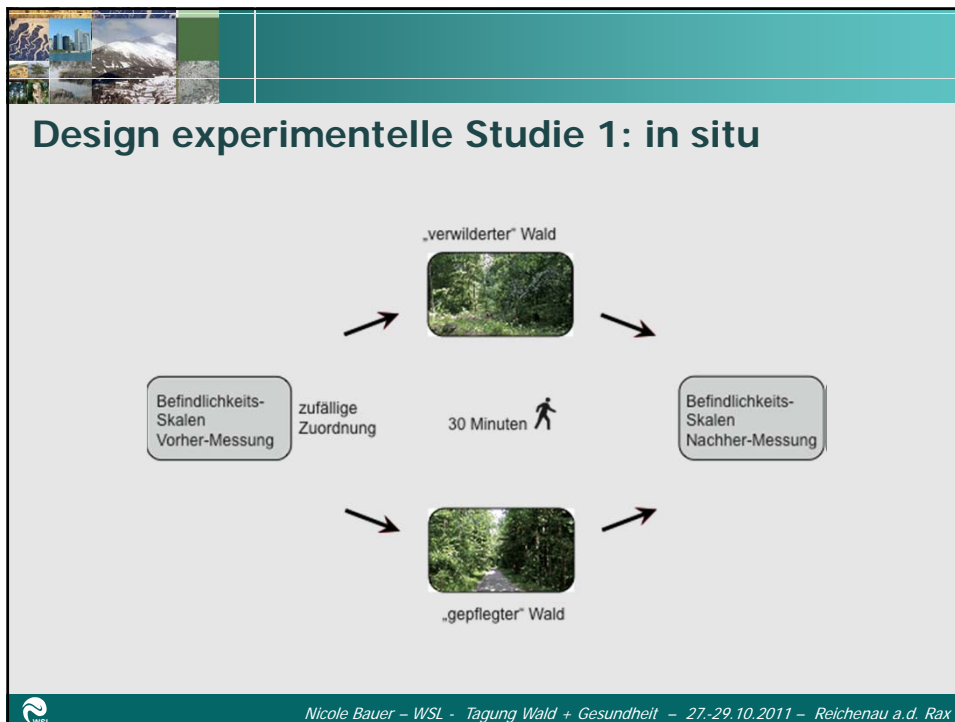 Design experimentelle Studie 1: in situ
„verwilderter“ Wald
Befindlichkeits-
Skalen
Vorher-Messung
zufällige
Zuordnung
30 Minuten
Befindlichkeits-
Skalen
Nachher-Messung
„gepflegter“ Wald
WSL
Nicole Bauer – WSL - Tagung Wald + Gesundheit – 27.-29.10.2011 – Reichenau a.d. Rax